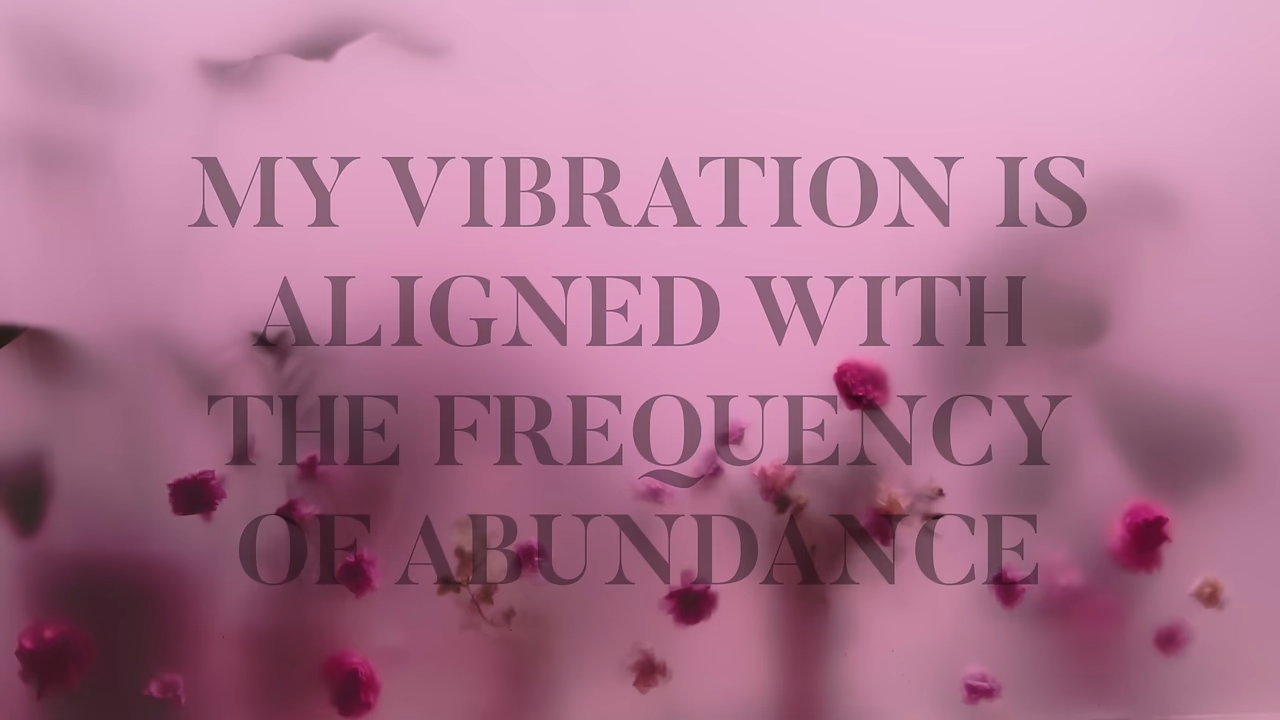 MY VIBRATION IS
ALIGNED WITH
THE FREQUENCY
OF ABUNDANCE